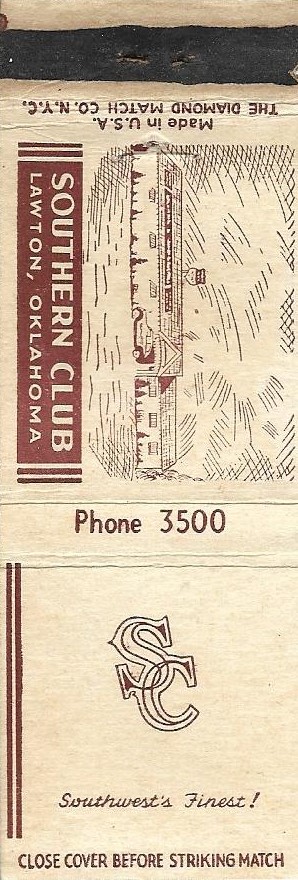 Made in U.S.A.
THE DIAMOND MATCH CO. N.Y.C.
SOUTHERN CLUB
LAWTON, OKLAHOMA
Phone 3500
SC
Southwest's Finest!
CLOSE COVER BEFORE STRIKING MATCH